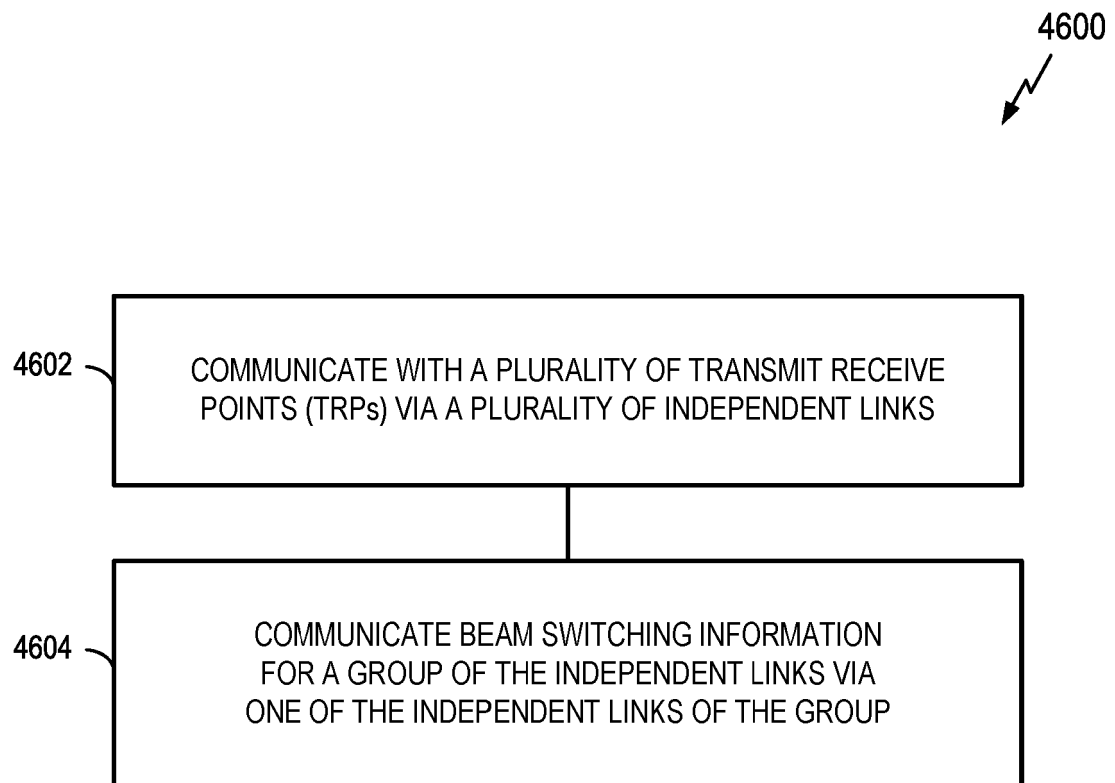 4600
4602
COMMUNICATE WITH A PLURALITY OF TRANSMIT RECEIVE
POINTS (TRPs) VIA A PLURALITY OF INDEPENDENT LINKS
4604
COMMUNICATE BEAM SWITCHING INFORMATION
FOR A GROUP OF THE INDEPENDENT LINKS VIA
ONE OF THE INDEPENDENT LINKS OF THE GROUP